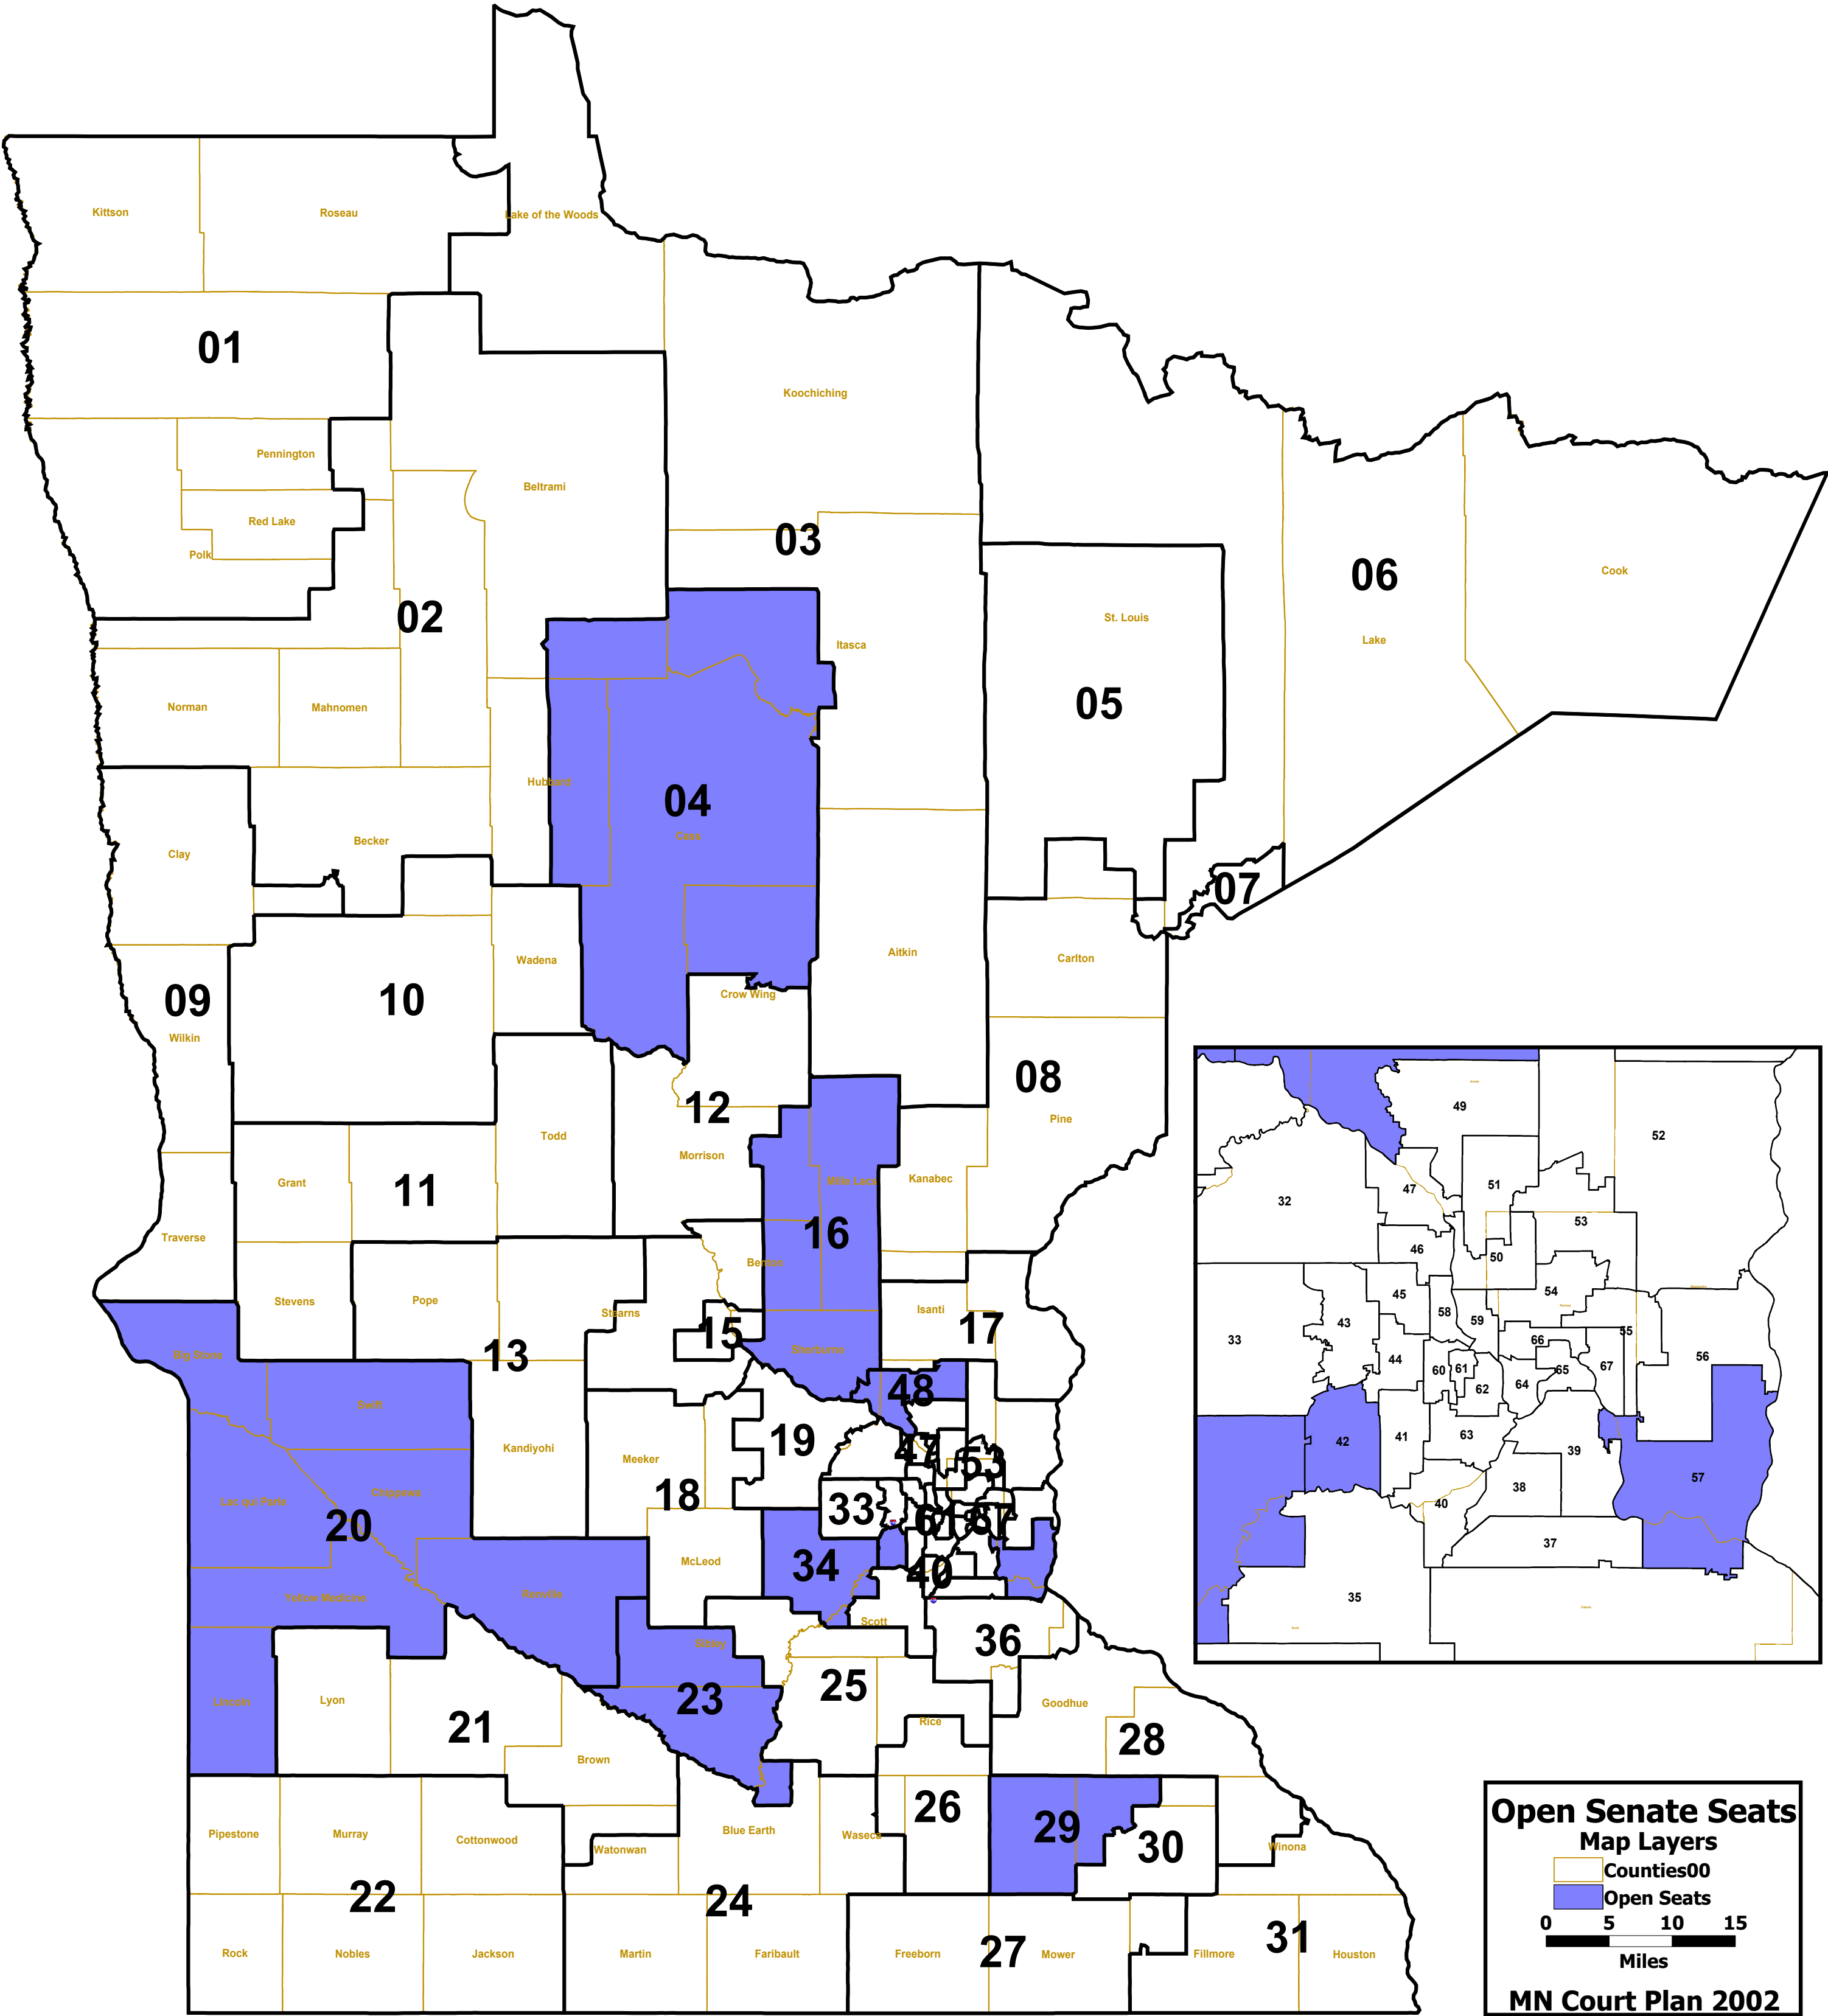 Kittson
Roseau
Lake of the Woods
01
Koochiching
Pennington
Beltrami
Red Lake
Polk
03
Cook
06
02
St. Louis
Lake
Itasca
05
Norman
Mahnomen
Hubbard
04
Cass
Becker
Clay
07
Aitkin
Wadena
Carlton
09
10
Crow Wing
Wilkin
08
12
Pine
Todd
Morrison
Grant
11
Kanabec
Mille Lacs
Traverse
16
Benton
Stevens
Pope
Stearns
Isanti
15
17
13
Sherburne
Big Stone
48
Swift
Kandiyohi
19
47
53
Meeker
18
Lac qui Parle
Chippewa
33
61
67
20
McLeod
34
40
Yellow Medicine
Renville
Scott
Sibley
36
25
Lincoln
Lyon
23
Goodhue
21
Rice
28
Brown
26
Pipestone
Murray
Cottonwood
Blue Earth
Waseca
29
30
Watonwan
Winona
22
24
31
Rock
Nobles
Jackson
Martin
Faribault
Freeborn
27
Mower
Fillmore
Houston
49
52
47
51
32
53
46
50
45
54
58
59
43
55
33
66
56
44
60
61
65
67
64
62
42
41
63
39
57
38
40
37
35
Open Senate Seats
Map Layers
Counties00
Open Seats
0 5 10 15
Miles
MN Court Plan 2002